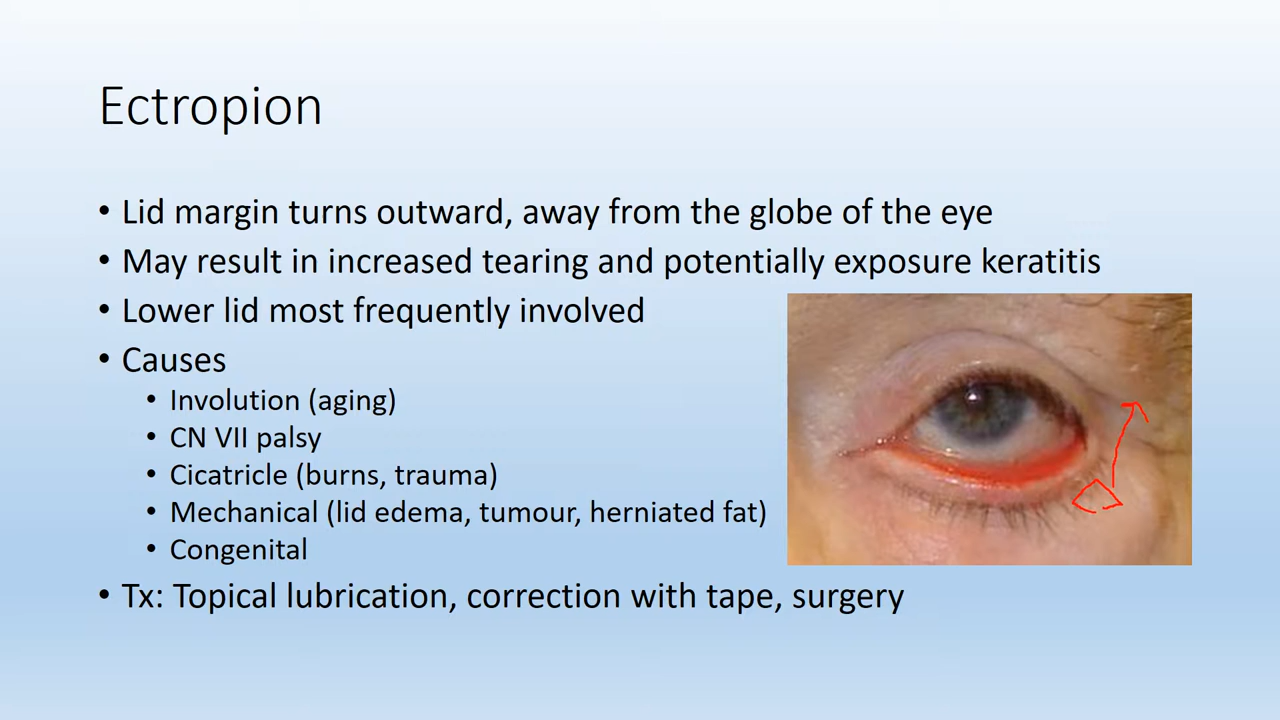 Ectropion
• Lid margin turns outward, away from the globe of the eye
• May result in increased tearing and potentially exposure keratitis
• Lower lid most frequently involved
• Causes
• Involution (aging)
• CN VII palsy
• Cicatricle (burns, trauma)
• Mechanical (lid edema, tumour, herniated fat)
• Congenital
• Tx: Topical lubrication, correction with tape, surgery